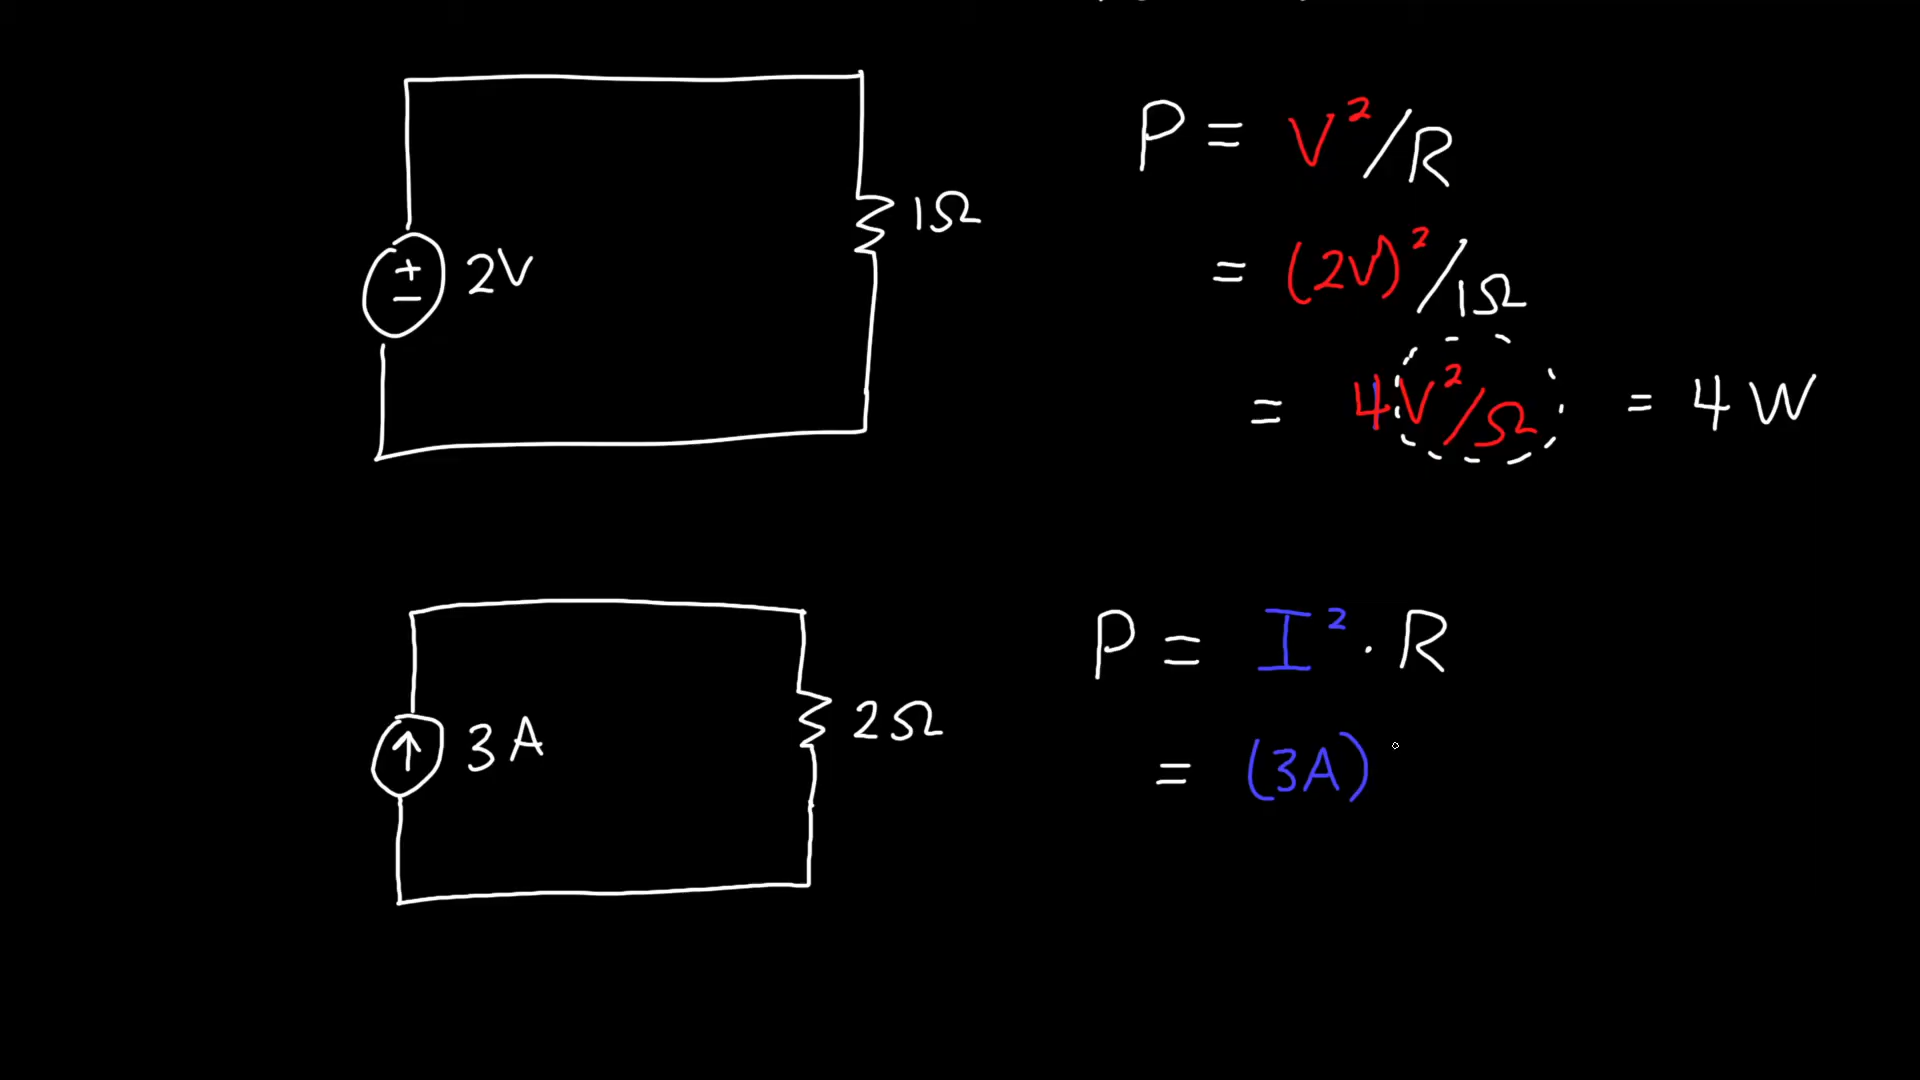 +
−
2V
1Ω
P = V²/R
= (2V)²/1Ω
= 4V²/Ω = 4W
3A
2Ω
P = I² · R
= (3A)